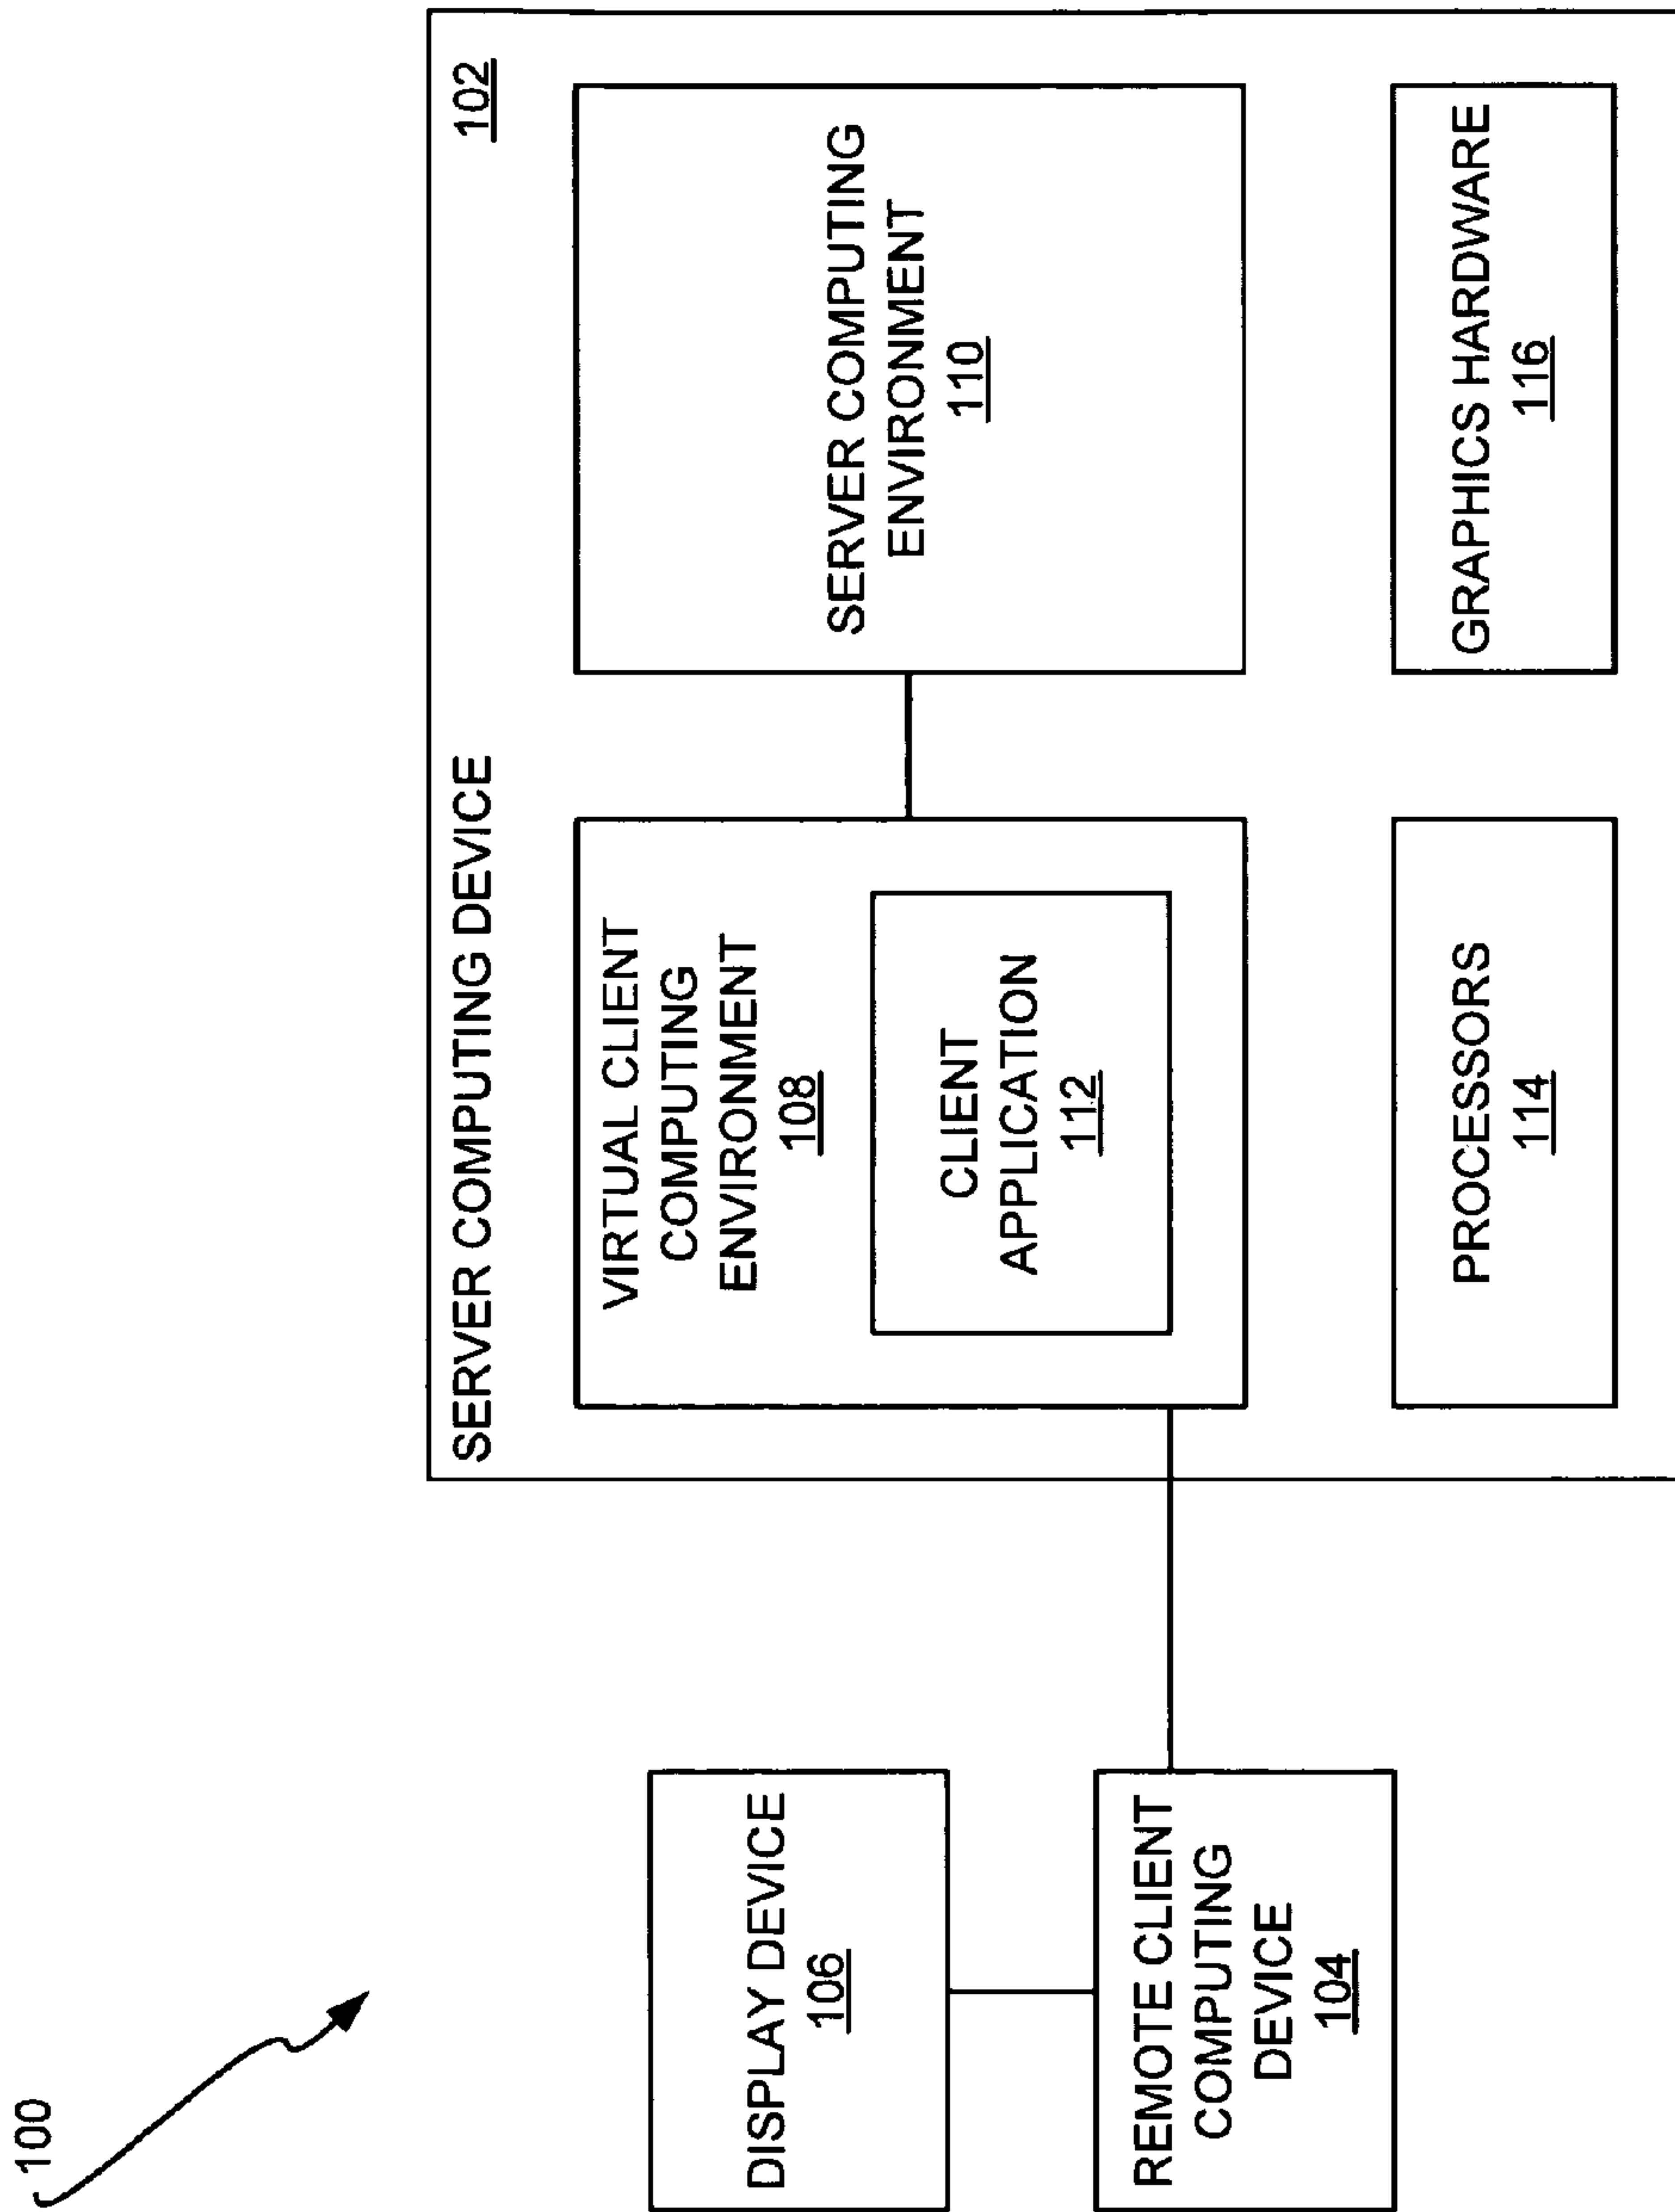 100
SERVER COMPUTING DEVICE
102
VIRTUAL CLIENT
COMPUTING
ENVIRONMENT
108
CLIENT
APPLICATION
112
SERVER COMPUTING
ENVIRONMENT
110
DISPLAY DEVICE
106
REMOTE CLIENT
COMPUTING
DEVICE
104
PROCESSORS
114
GRAPHICS HARDWARE
116